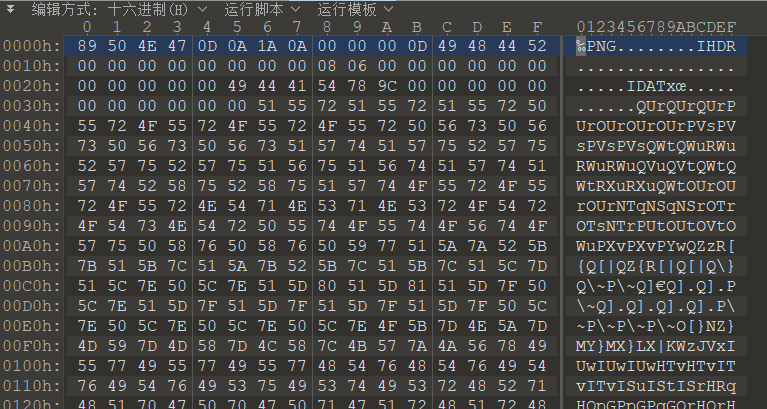 编辑方式: 十六进制(H) 运行脚本 运行模板
0 1 2 3 4 5 6 7 8 9 A B C D E F 0123456789ABCDEF
0000h: 89 50 4E 47 0D 0A 1A 0A 00 00 00 0D 49 48 44 52 ‰PNG........IHDR
0010h: 00 00 00 00 00 00 00 00 08 06 00 00 00 00 00 00 ................
0020h: 00 00 00 00 00 49 44 41 54 78 9C 00 00 00 00 00 .....IDATxœ.....
0030h: 00 00 00 00 00 00 51 55 72 51 55 72 51 55 72 50 ......QUrQUrQUrP
0040h: 55 72 4F 55 72 4F 55 72 4F 55 72 50 56 73 50 56 UrOUrOUrOUrPVsPV
0050h: 73 50 56 73 50 56 73 51 57 74 51 57 75 52 57 75 sPVsPVsQWtQWuRWu
0060h: 52 57 75 52 57 75 51 56 75 51 56 74 51 57 74 51 RWuRWuQVuQVtQWtQ
0070h: 57 74 52 58 75 52 58 75 51 57 74 4F 55 72 4F 55 WtRXuRXuQWtOUrOU
0080h: 72 4F 55 72 4E 54 71 4E 53 71 4E 53 72 4F 54 72 rOUrNTqNSqNSrOTr
0090h: 4F 54 73 4E 54 72 50 55 74 4F 55 74 4F 56 74 4F OTsNTrPUtOUtOVtO
00A0h: 57 75 50 58 76 50 58 76 50 59 77 51 5A 7A 52 5B WuPXvPXvPYwQZzR[
00B0h: 7B 51 5B 7C 51 5A 7B 52 5B 7C 51 5B 7C 51 5C 7D {Q[|QZ{R[|Q[|Q\}
00C0h: 51 5C 7E 50 5C 7E 51 5D 80 51 5D 81 51 5D 7F 50 Q\~P\~Q]€Q].Q].P
00D0h: 5C 7E 51 5D 7F 51 5D 7F 51 5D 7F 51 5D 7F 50 5C \~Q].Q].Q].Q].P\
00E0h: 7E 50 5C 7E 50 5C 7E 50 5C 7E 4F 5B 7D 4E 5A 7D ~P\~P\~P\~O[}NZ}
00F0h: 4D 59 7D 4D 58 7D 4C 58 7C 4B 57 7A 4A 56 78 49 MY}MX}LX|KWzJVxI
0100h: 55 77 49 55 77 49 55 77 48 54 76 48 54 76 49 54 UwIUwIUwHTvHTvIT
0110h: 76 49 54 76 49 53 75 49 53 74 49 53 72 48 52 71 vITvISuIStISrHRq